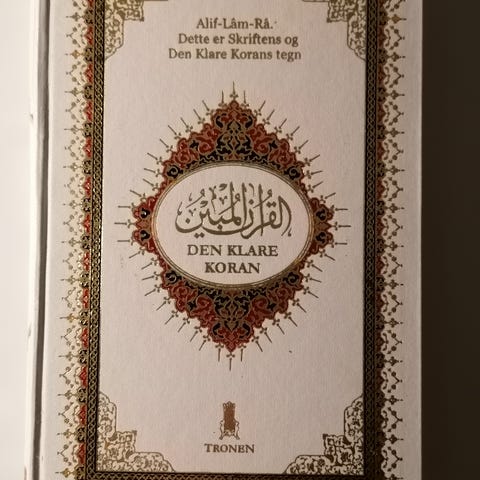 Alif-Lâm-Râ.
Dette er Skriftens og
Den Klare Korans tegn
القرآن المبين
DEN KLARE
KORAN
TRONEN